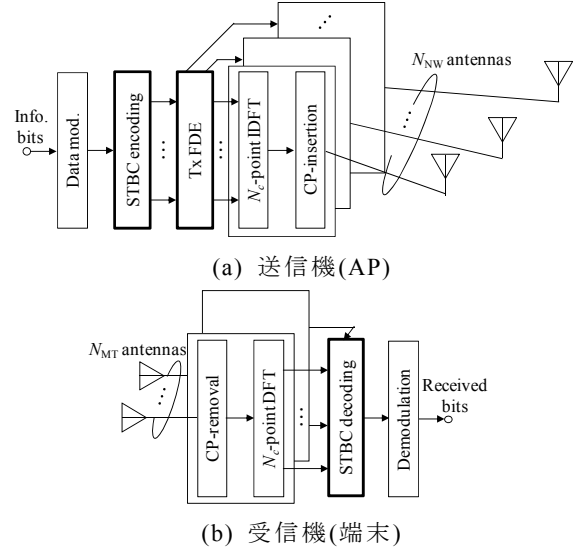 N_NW antennas
Info.
bits
Data mod.
STBC encoding
Tx FDE
N_c-point IDFT
CP-insertion
(a) 送信機(AP)
N_MT antennas
CP-removal
N_c-point DFT
STBC decoding
Demodulation
Received
bits
(b) 受信機(端末)